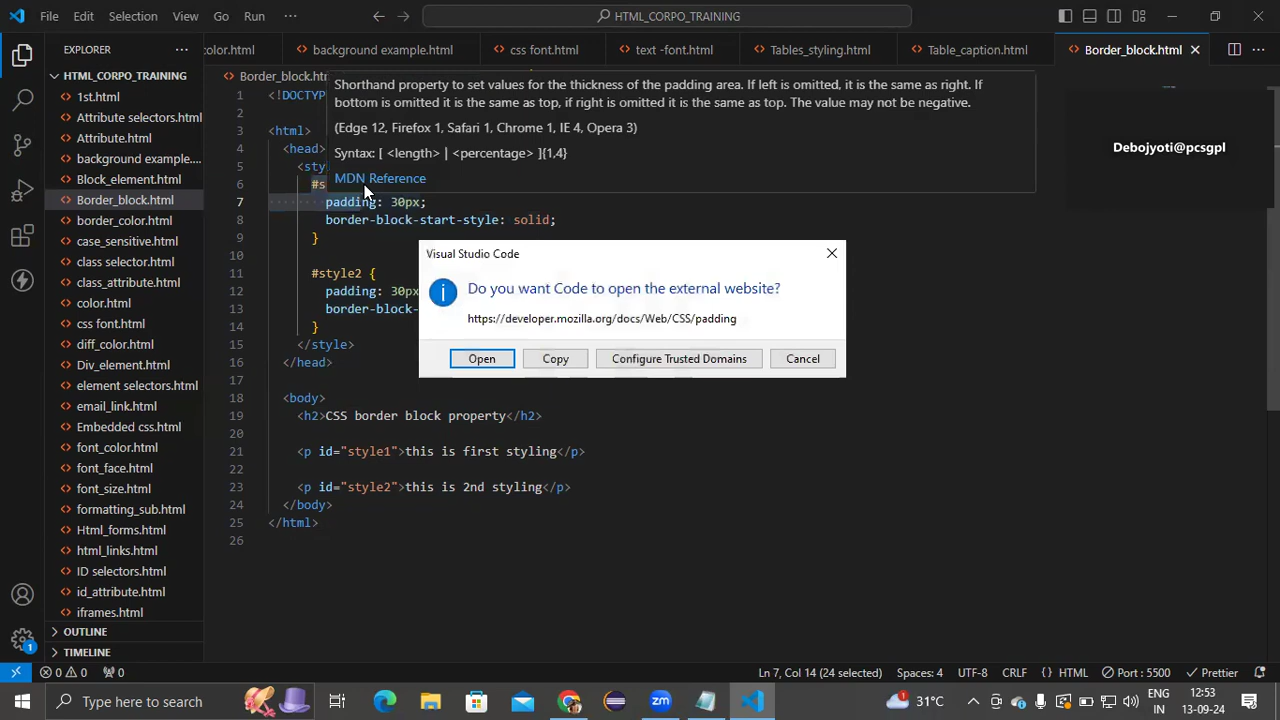 File Edit Selection View Go Run ··· HTML_CORPO_TRAINING
EXPLORER ···
color.html background example.html css font.html text -font.html Tables_styling.html Table_caption.html Border_block.html
HTML_CORPO_TRAINING
1st.html
Attribute selectors.html
Attribute.html
background example....
Block_element.html
Border_block.html
border_color.html
case_sensitive.html
class selector.html
class_attribute.html
color.html
css font.html
diff_color.html
Div_element.html
element selectors.html
email_link.html
Embedded css.html
font_color.html
font_face.html
font_size.html
formatting_sub.html
Html_forms.html
html_links.html
ID selectors.html
id_attribute.html
iframes.html
OUTLINE
TIMELINE
Border_block.htm
Shorthand property to set values for the thickness of the padding area. If left is omitted, it is the same as right. If
bottom is omitted it is the same as top, if right is omitted it is the same as top. The value may not be negative.
(Edge 12, Firefox 1, Safari 1, Chrome 1, IE 4, Opera 3)
Syntax: [ <length> | <percentage> ]{1,4}
MDN Reference
1 <!DOCTYP
2
3 <html>
4 <head>
5 <sty
6 #s
7 padding: 30px;
8 border-block-start-style: solid;
9 }
10
11 #style2 {
12 padding: 30px
13 border-block-
14 }
15 </style>
16 </head>
17
18 <body>
19 <h2>CSS border block property</h2>
20
21 <p id="style1">this is first styling</p>
22
23 <p id="style2">this is 2nd styling</p>
24 </body>
25 </html>
26
Visual Studio Code
Do you want Code to open the external website?
https://developer.mozilla.org/docs/Web/CSS/padding
Open Copy Configure Trusted Domains Cancel
Debojyoti@pcsgpl
1
0 0 0 Ln 7, Col 14 (24 selected) Spaces: 4 UTF-8 CRLF {} HTML Port : 5500 Prettier
Type here to search zm 1 31°C ENG IN 12:53 13-09-24